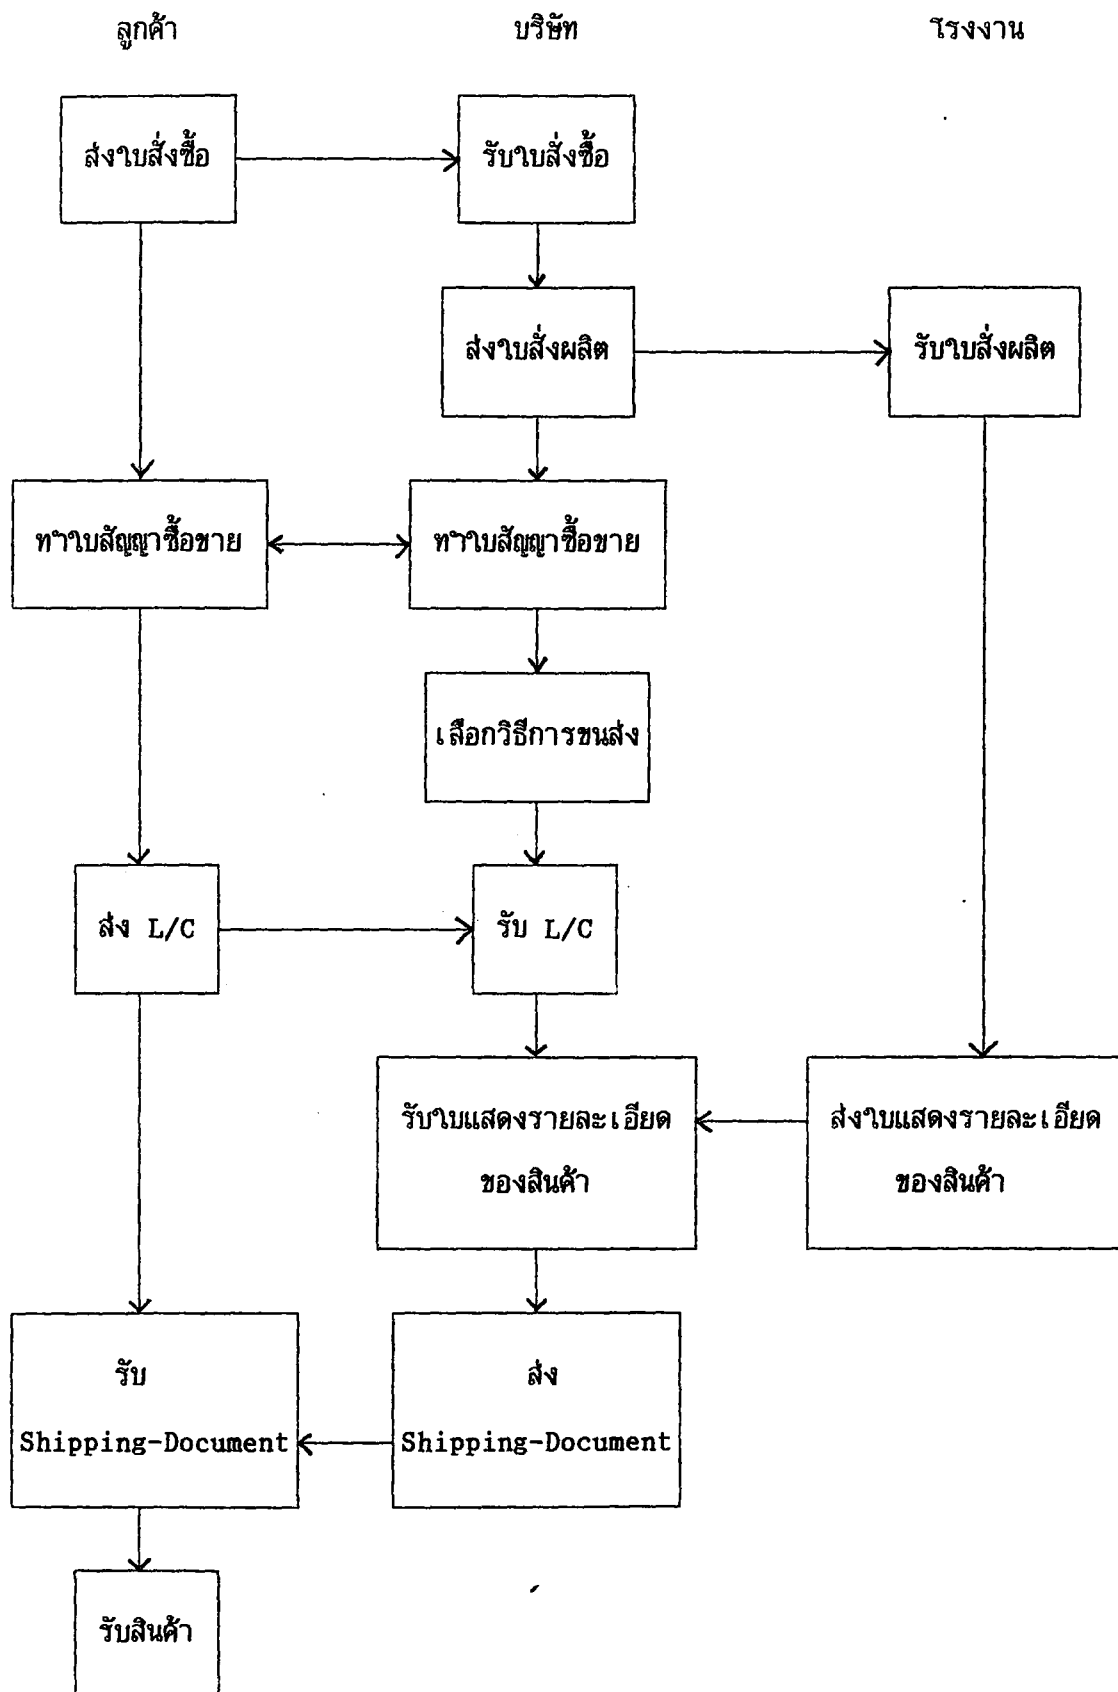 ลูกค้า บริษัท โรงงาน
ส่งใบสั่งซื้อ รับใบสั่งซื้อ
ส่งใบสั่งผลิต รับใบสั่งผลิต
ทำใบสัญญาซื้อขาย ทำใบสัญญาซื้อขาย
เลือกวิธีการขนส่ง
ส่ง L/C รับ L/C
รับใบแสดงรายละเอียด ส่งใบแสดงรายละเอียด
ของสินค้า ของสินค้า
รับ ส่ง
Shipping-Document Shipping-Document
รับสินค้า